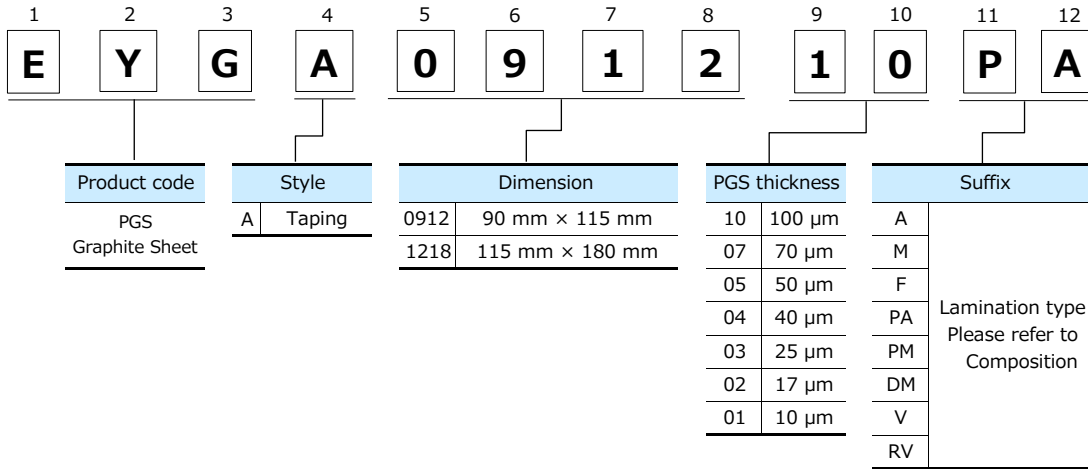 1 2 3 4 5 6 7 8 9 10 11 12
E Y G A 0 9 1 2 1 0 P A
Product code
PGS
Graphite Sheet
Style
A Taping
Dimension
0912 90 mm × 115 mm
1218 115 mm × 180 mm
PGS thickness
10 100 µm
07 70 µm
05 50 µm
04 40 µm
03 25 µm
02 17 µm
01 10 µm
Suffix
A
M
F
PA
PM
DM
V
RV
Lamination type
Please refer to
Composition